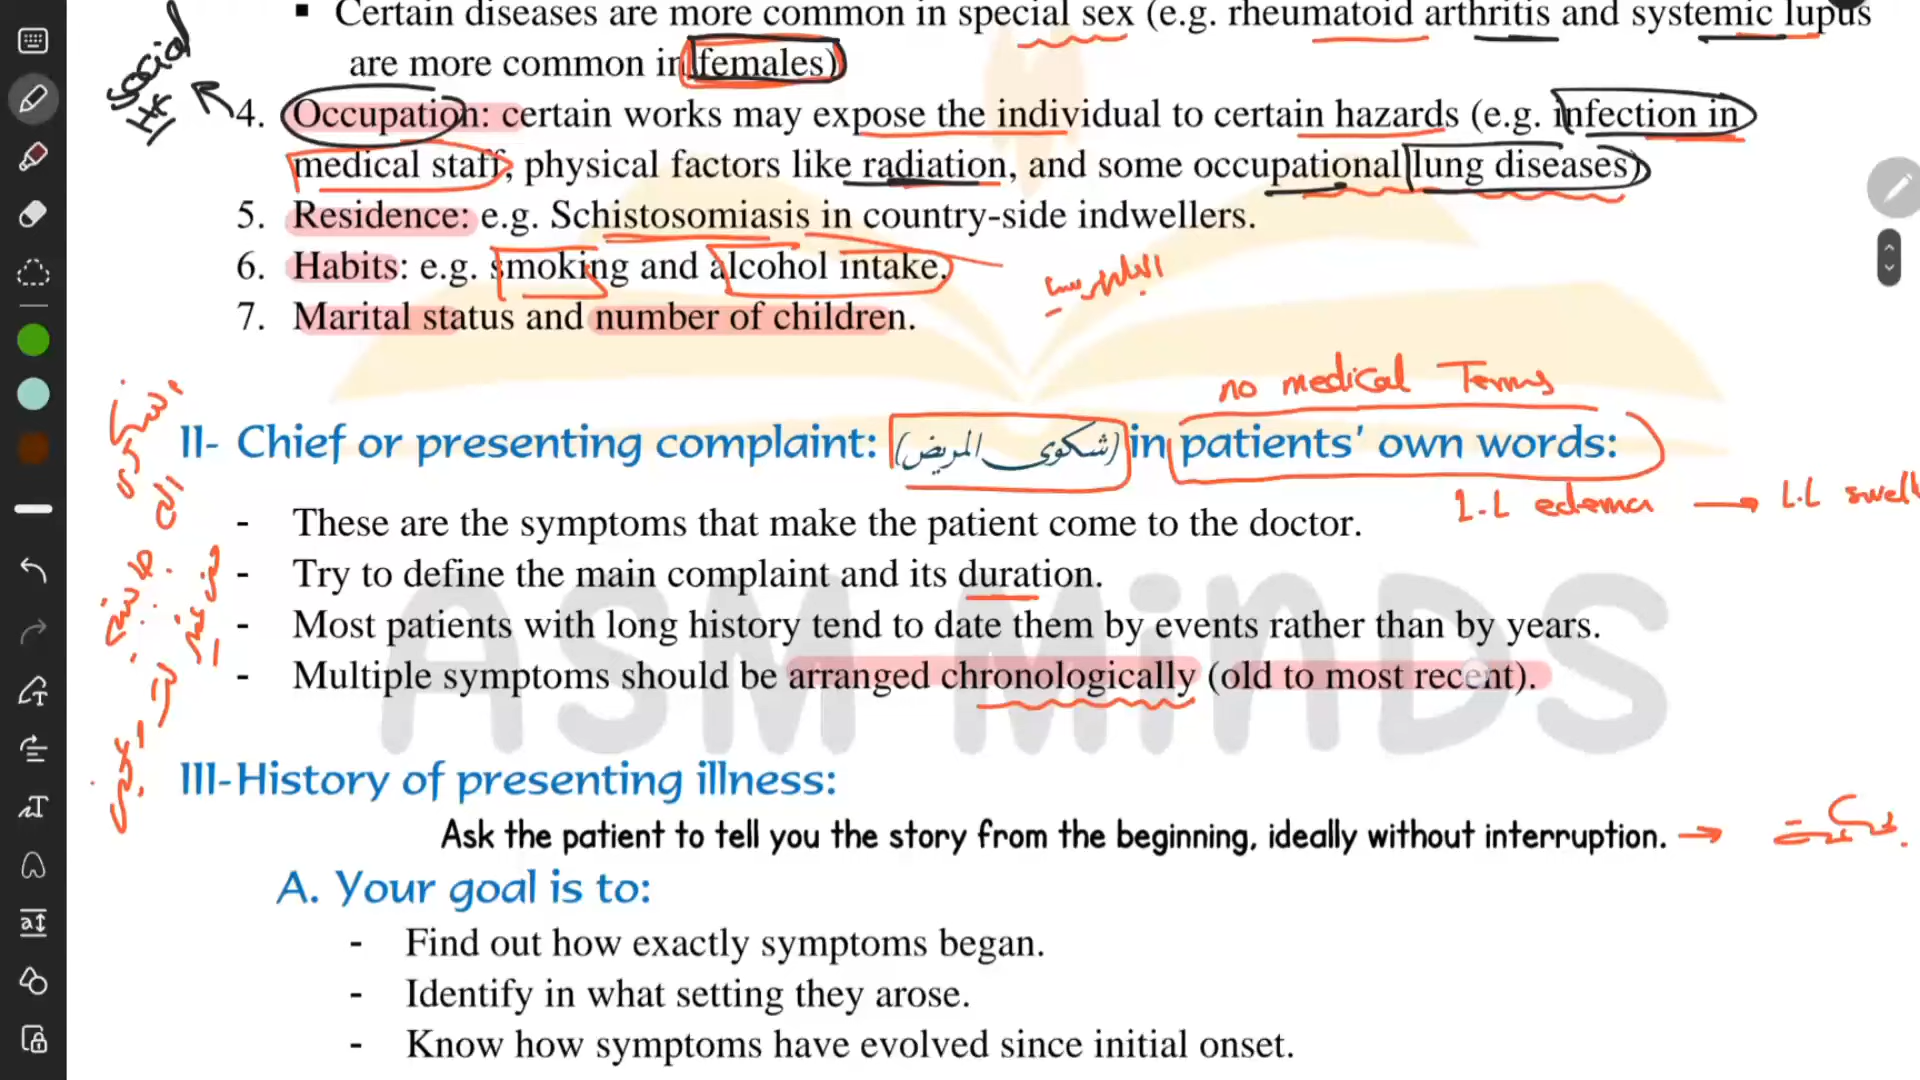 ▪ Certain diseases are more common in special sex (e.g. rheumatoid arthritis and systemic lupus
are more common in females)
social
4. Occupation: certain works may expose the individual to certain hazards (e.g. infection in
medical staff, physical factors like radiation, and some occupational lung diseases)
5. Residence: e.g. Schistosomiasis in country-side indwellers.
6. Habits: e.g. smoking and alcohol intake.
البلهارسيا
7. Marital status and number of children.
no medical Terms
II- Chief or presenting complaint: (شكوى المريض) in patients' own words:
L.L edema → L.L swell
- These are the symptoms that make the patient come to the doctor.
- Try to define the main complaint and its duration.
- Most patients with long history tend to date them by events rather than by years.
- Multiple symptoms should be arranged chronologically (old to most recent).
ASM MiNDS
III-History of presenting illness:
Ask the patient to tell you the story from the beginning, ideally without interruption. →
A. Your goal is to:
- Find out how exactly symptoms began.
- Identify in what setting they arose.
- Know how symptoms have evolved since initial onset.